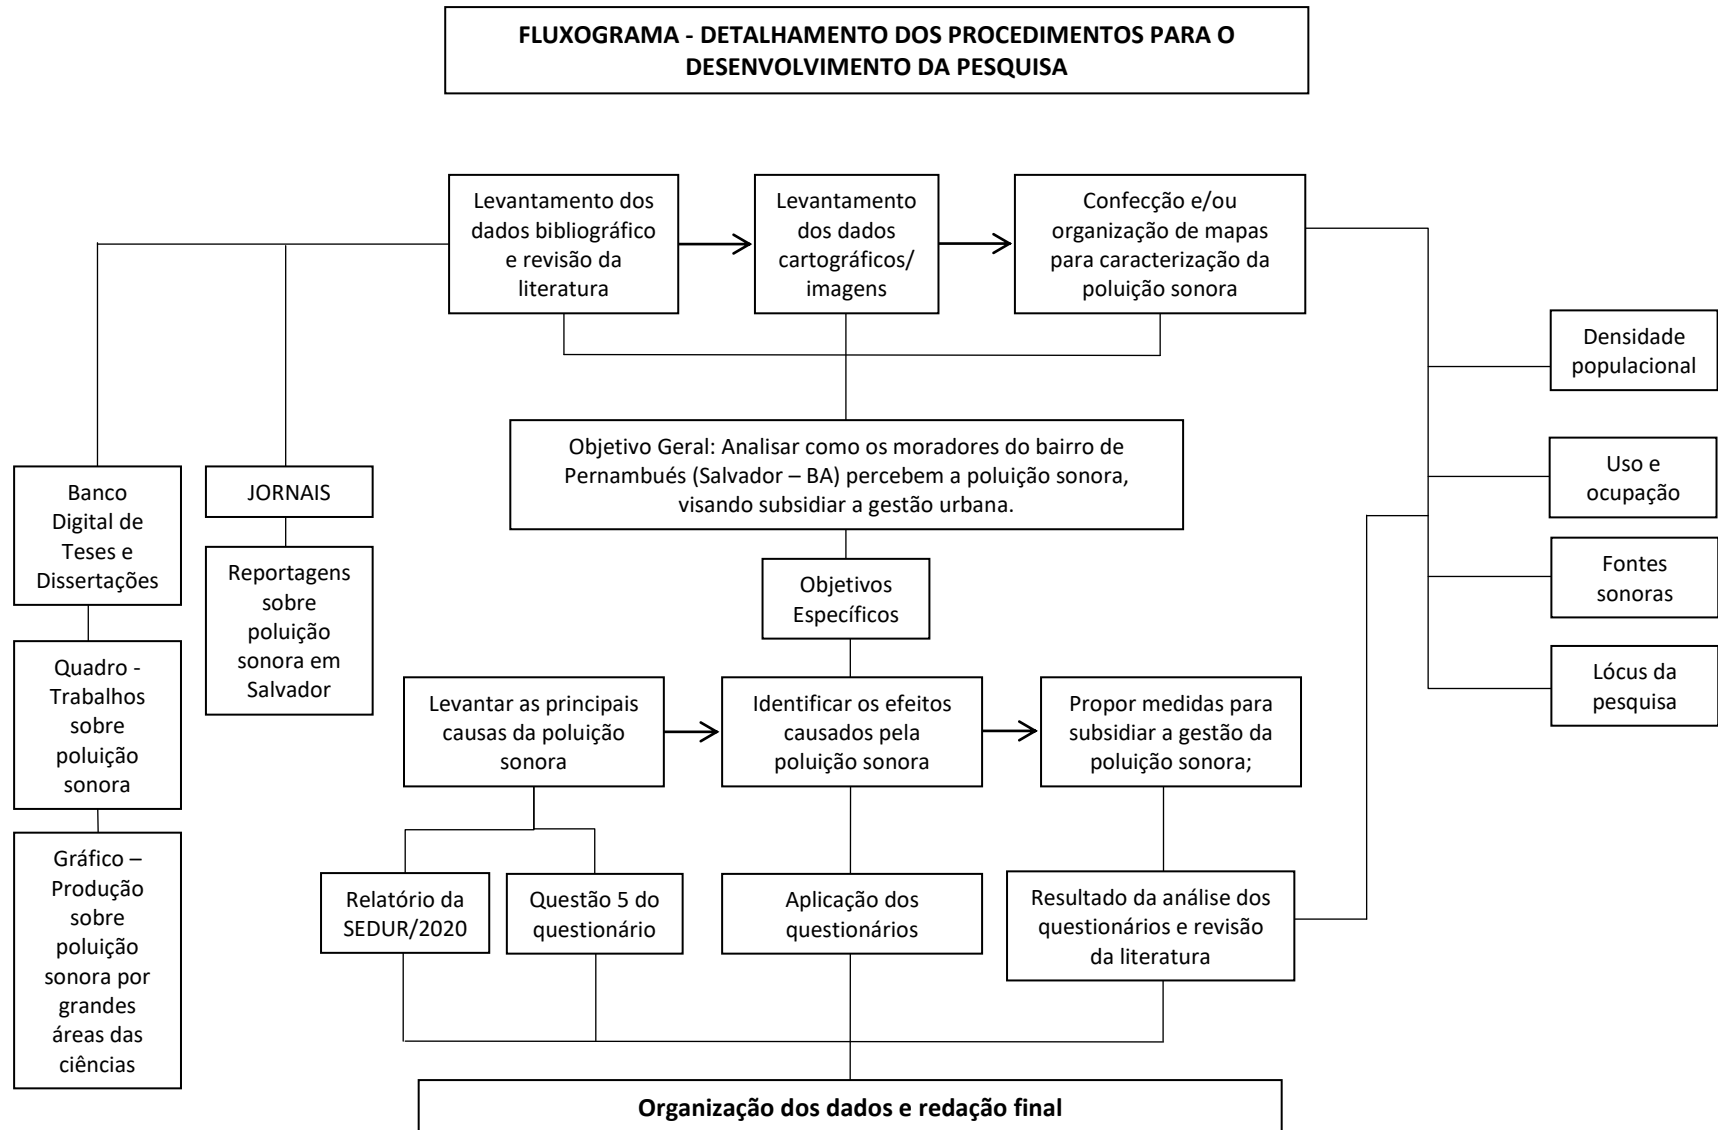 FLUXOGRAMA - DETALHAMENTO DOS PROCEDIMENTOS PARA O
DESENVOLVIMENTO DA PESQUISA
Levantamento dos
dados bibliográfico
e revisão da
literatura
Levantamento
dos dados
cartográficos/
imagens
Confecção e/ou
organização de mapas
para caracterização da
poluição sonora
Densidade
populacional
Uso e
ocupação
Fontes
sonoras
Lócus da
pesquisa
Objetivo Geral: Analisar como os moradores do bairro de
Pernambués (Salvador – BA) percebem a poluição sonora,
visando subsidiar a gestão urbana.
Banco
Digital de
Teses e
Dissertações
Quadro -
Trabalhos
sobre
poluição
sonora
Gráfico –
Produção
sobre
poluição
sonora por
grandes
áreas das
ciências
JORNAIS
Reportagens
sobre
poluição
sonora em
Salvador
Objetivos
Específicos
Levantar as principais
causas da poluição
sonora
Identificar os efeitos
causados pela
poluição sonora
Propor medidas para
subsidiar a gestão da
poluição sonora;
Relatório da
SEDUR/2020
Questão 5 do
questionário
Aplicação dos
questionários
Resultado da análise dos
questionários e revisão
da literatura
Organização dos dados e redação final